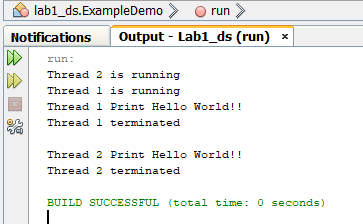 lab1_ds.ExampleDemo run
Notifications Output - Lab1_ds (run) ×
run:
Thread 2 is running
Thread 1 is running
Thread 1 Print Hello World!!
Thread 1 terminated
Thread 2 Print Hello World!!
Thread 2 terminated
BUILD SUCCESSFUL (total time: 0 seconds)